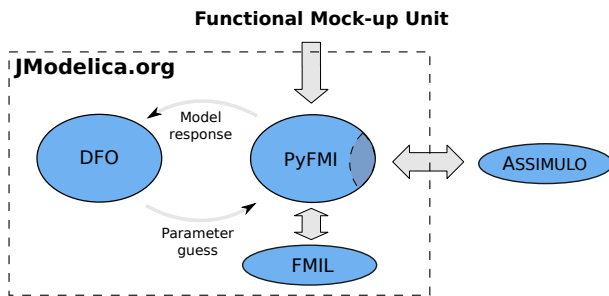 Functional Mock-up Unit
JModelica.org
Model
response
DFO
PyFMI
ASSIMULO
Parameter
guess
FMIL